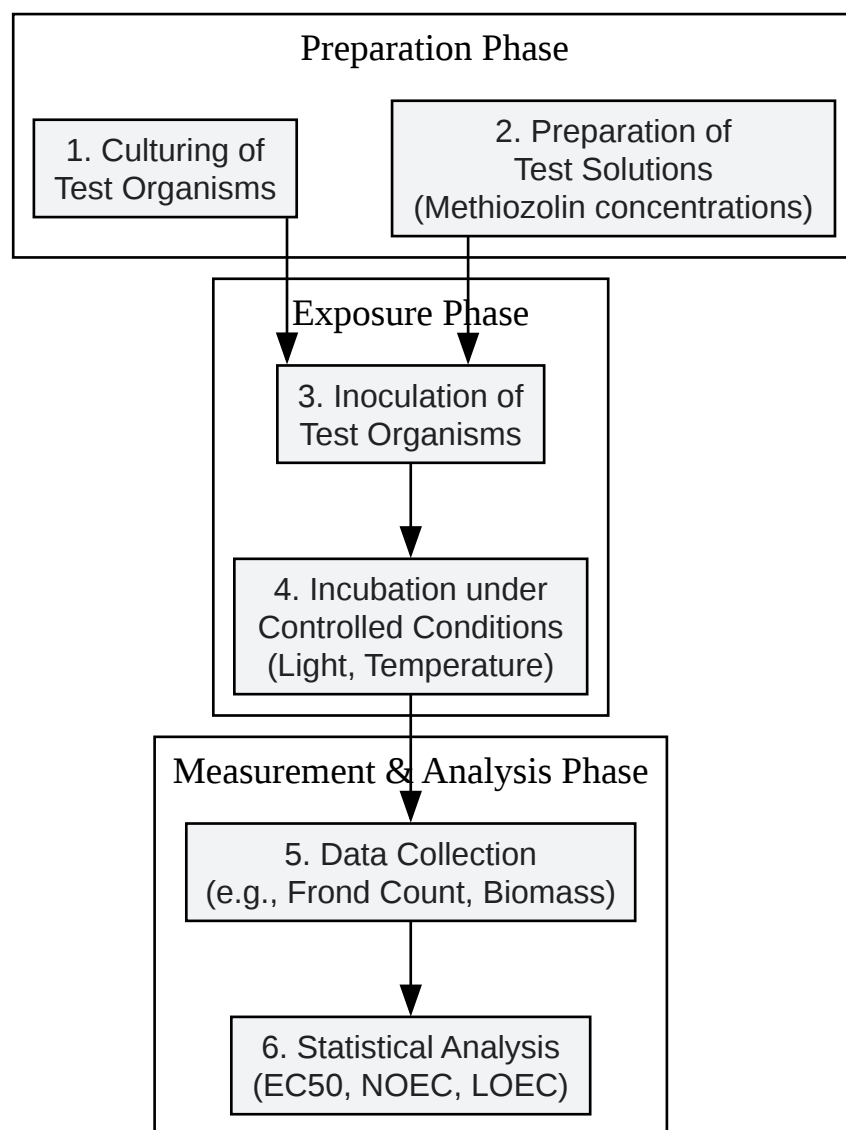 Preparation Phase
1. Culturing of
Test Organisms
2. Preparation of
Test Solutions
(Methiozolin concentrations)
Exposure Phase
3. Inoculation of
Test Organisms
4. Incubation under
Controlled Conditions
(Light, Temperature)
Measurement & Analysis Phase
5. Data Collection
(e.g., Frond Count, Biomass)
6. Statistical Analysis
(EC50, NOEC, LOEC)